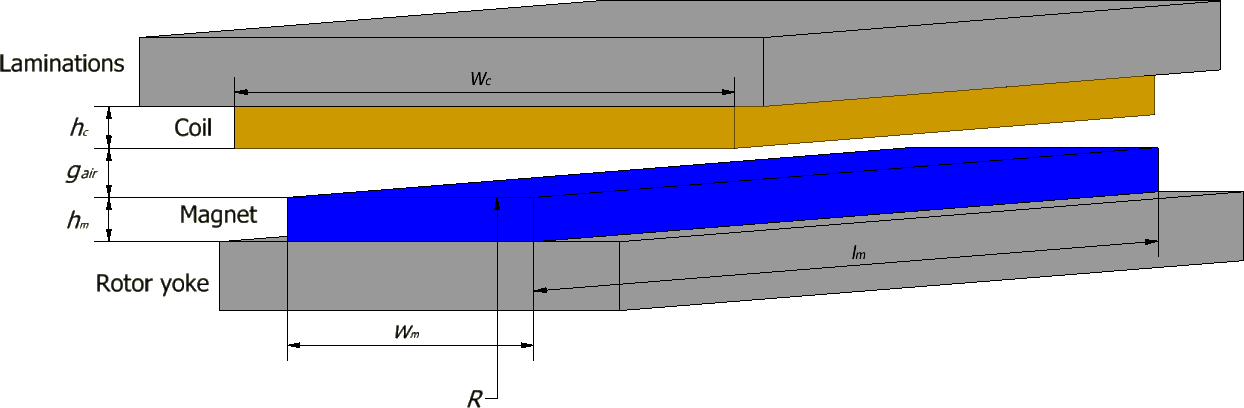 Laminations
wc
hc
Coil
gair
Magnet
hm
lm
Rotor yoke
wm
R